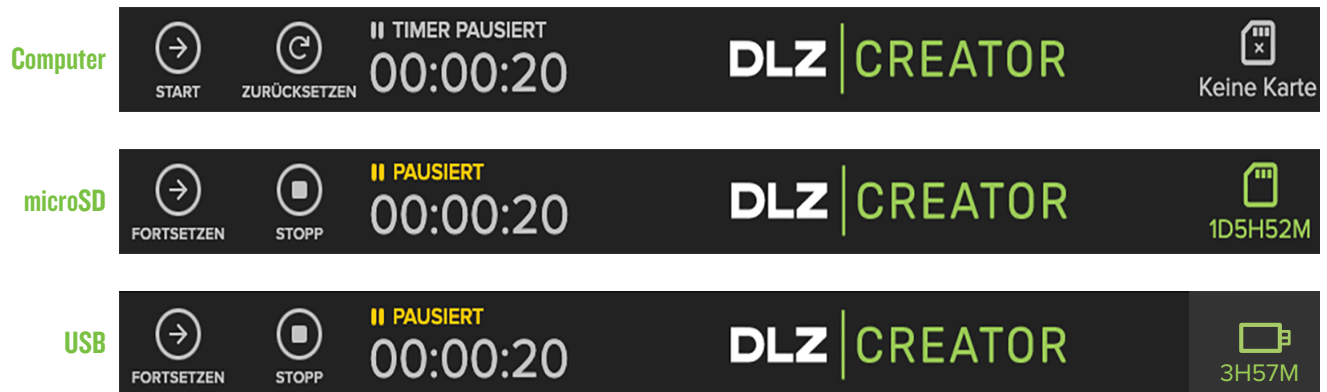 Computer
START
ZURÜCKSETZEN
TIMER PAUSIERT
00:00:20
DLZ CREATOR
Keine Karte
microSD
FORTSETZEN
STOPP
PAUSIERT
00:00:20
DLZ CREATOR
1D5H52M
USB
FORTSETZEN
STOPP
PAUSIERT
00:00:20
DLZ CREATOR
3H57M